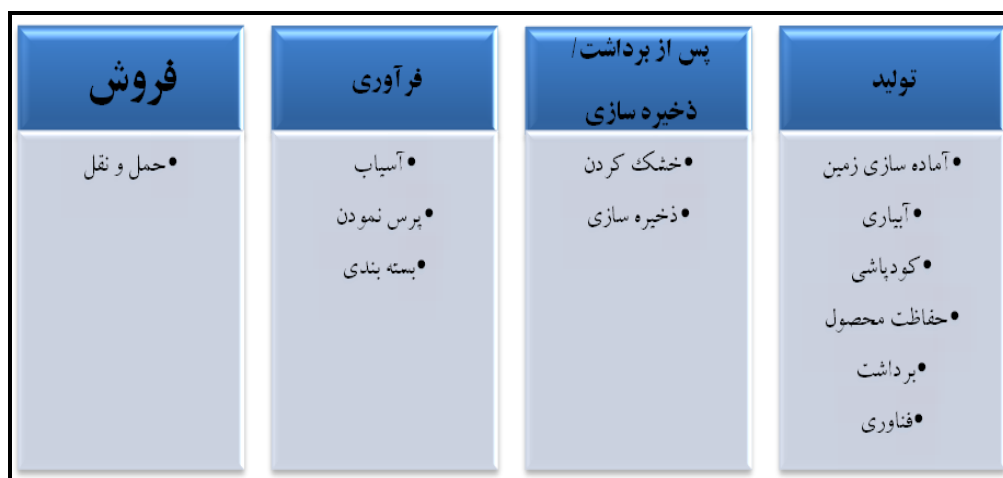 تولید
•آماده سازی زمین
•آبیاری
•کودپاشی
•حفاظت محصول
•برداشت
•فناوری
پس از برداشت/
ذخیره سازی
•خشک کردن
•ذخیره سازی
فرآوری
•آسیاب
•پرس نمودن
•بسته بندی
فروش
•حمل و نقل